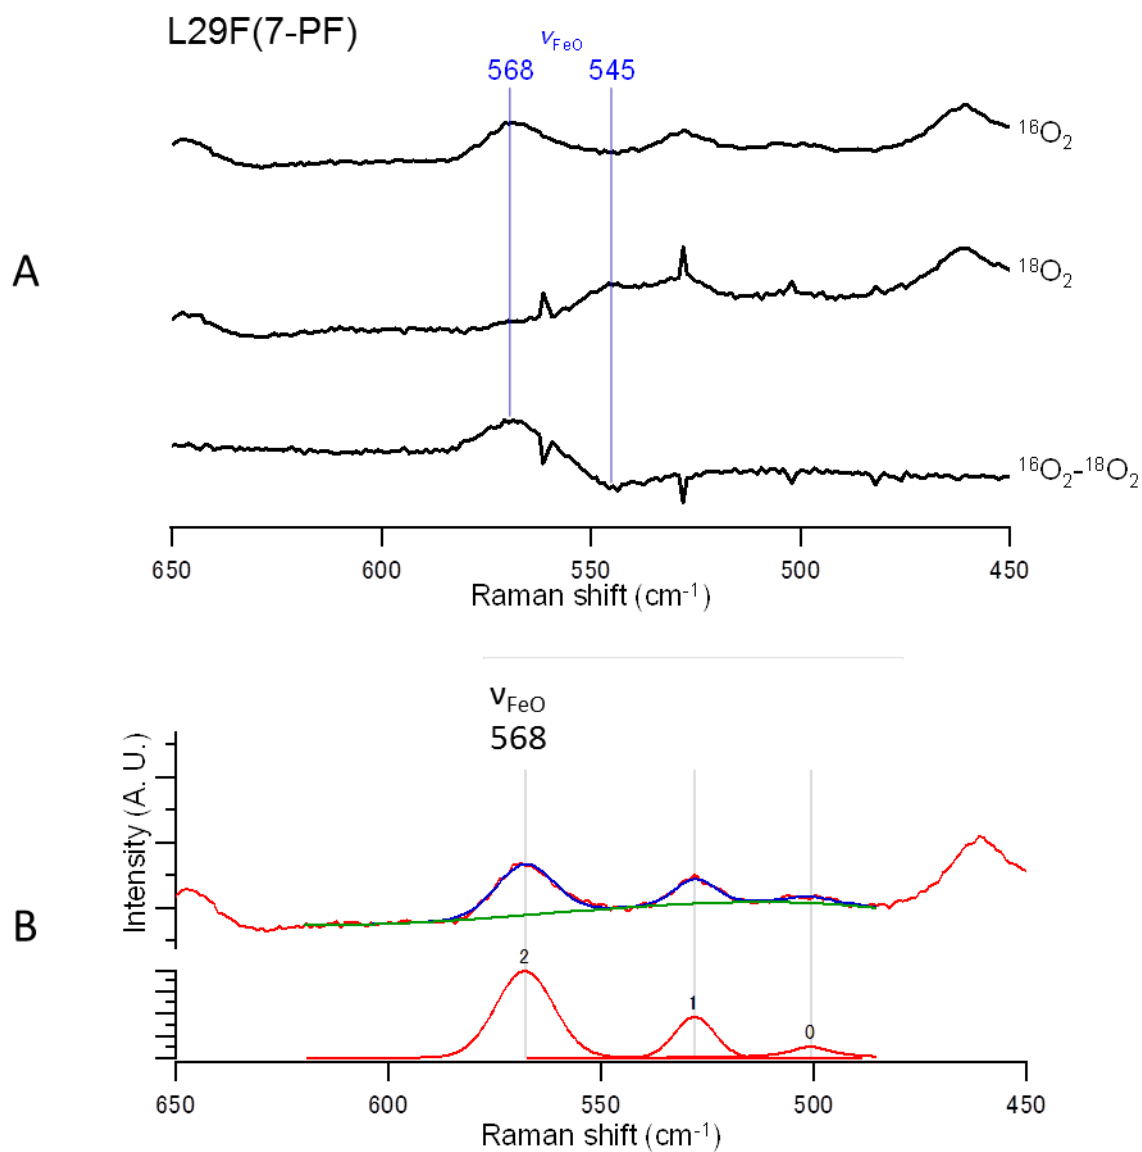 L29F(7-PF)
νFeO
568 545
16O2
A
18O2
16O2-18O2
650 600 550 500 450
Raman shift (cm-1)
νFeO
568
Intensity (A. U.)
B
2
1
0
650 600 550 500 450
Raman shift (cm-1)